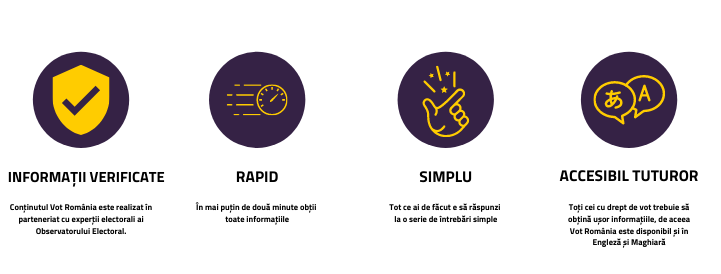 あ A
INFORMAȚII VERIFICATE
Conținutul Vot România este realizat în
parteneriat cu experții electorali ai
Observatorului Electoral.
RAPID
În mai puțin de două minute obții
toate informațiile
SIMPLU
Tot ce ai de făcut e să răspunzi
la o serie de întrebări simple
ACCESIBIL TUTUROR
Toți cei cu drept de vot trebuie să
obțină ușor informațiile, de aceea
Vot România este disponibil și în
Engleză și Maghiară